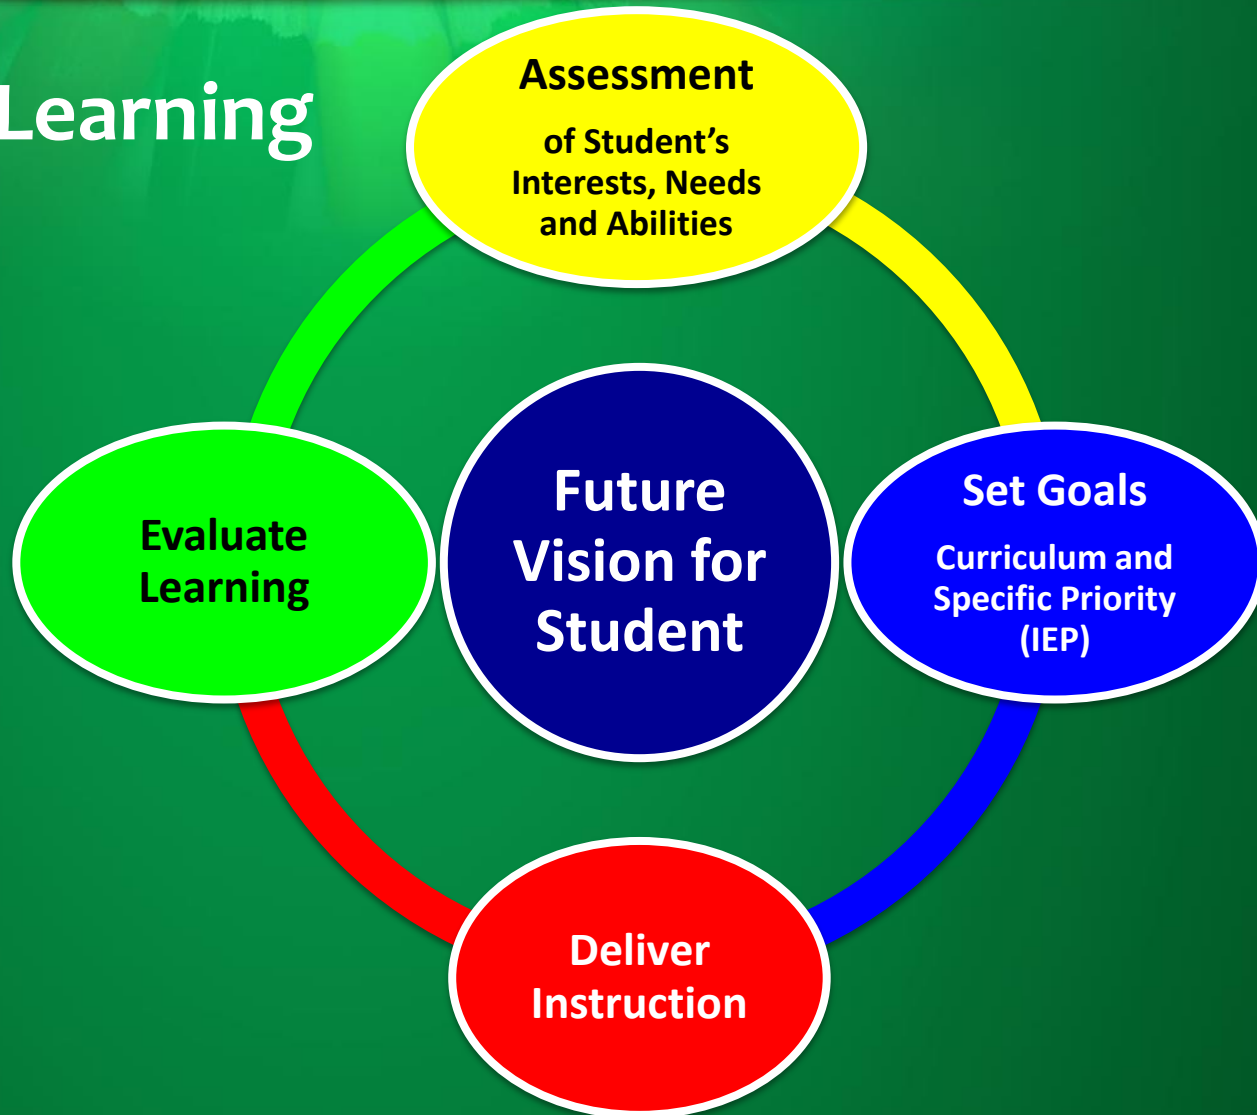 Learning
Assessment
of Student’s
Interests, Needs
and Abilities
Set Goals
Curriculum and
Specific Priority
(IEP)
Future
Vision for
Student
Evaluate
Learning
Deliver
Instruction